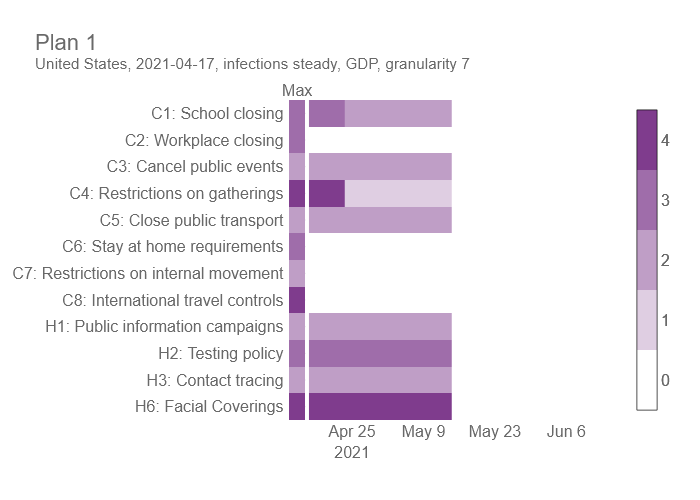 Plan 1
United States, 2021-04-17, infections steady, GDP, granularity 7
Max
C1: School closing
C2: Workplace closing
C3: Cancel public events
C4: Restrictions on gatherings
C5: Close public transport
C6: Stay at home requirements
C7: Restrictions on internal movement
C8: International travel controls
H1: Public information campaigns
H2: Testing policy
H3: Contact tracing
H6: Facial Coverings
Apr 25 May 9 May 23 Jun 6
2021
4
3
2
1
0